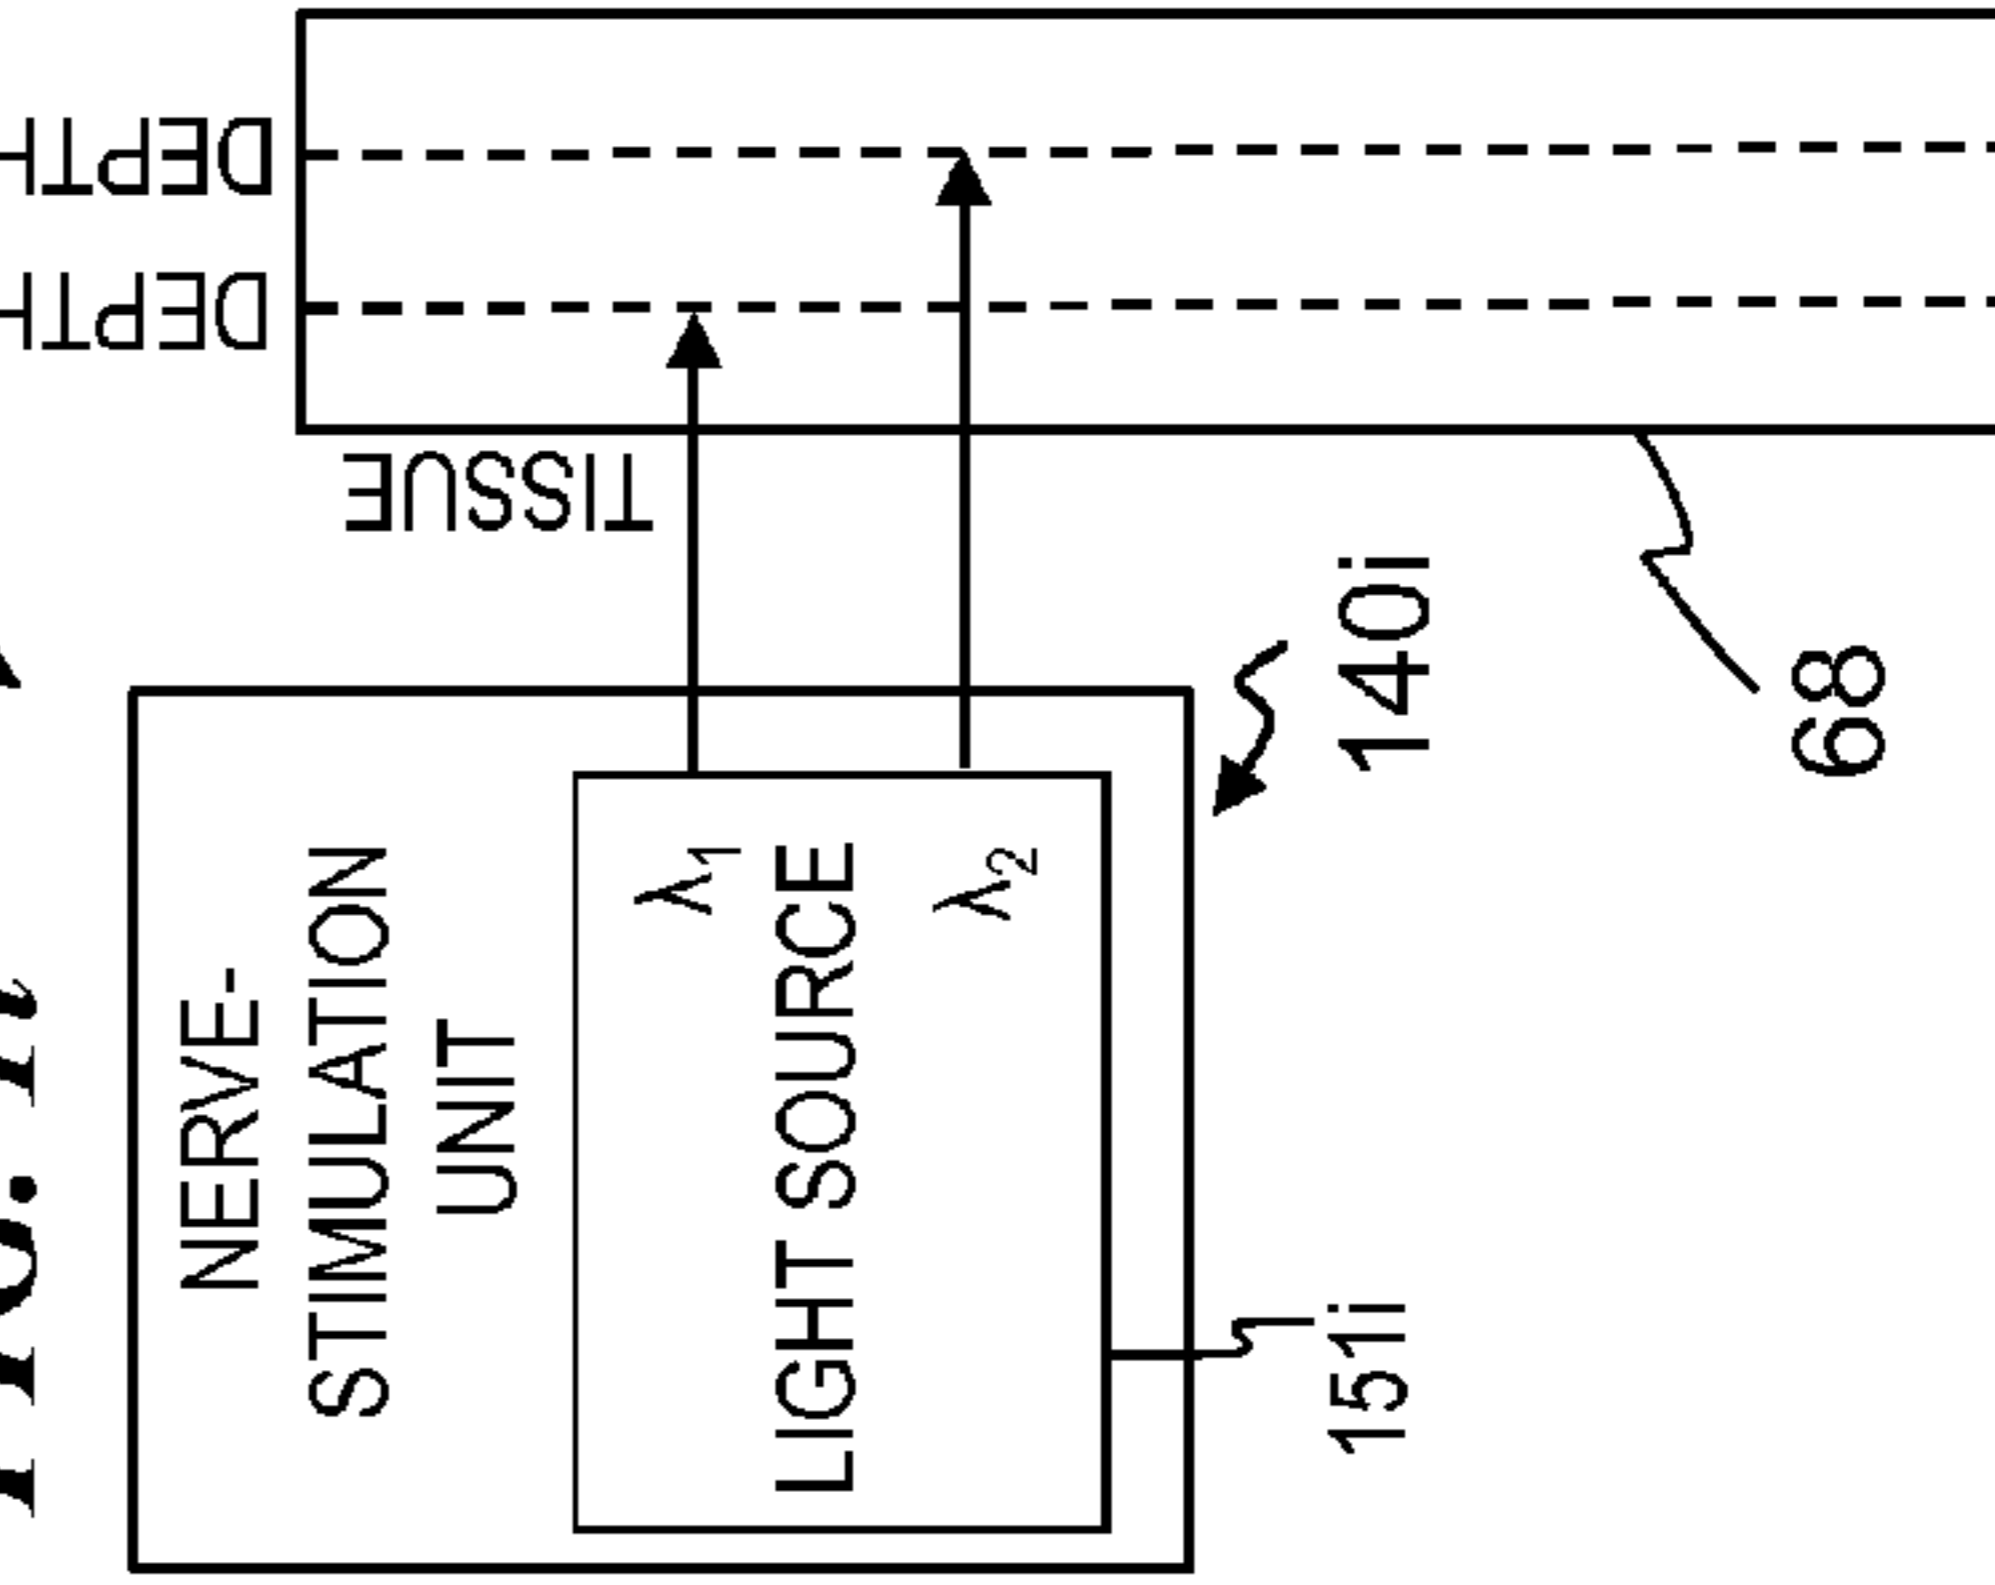 DEPTH
DEPTH
TISSUE
NERVE-
STIMULATION
UNIT
λ1
LIGHT SOURCE
λ2
140i
151i
68